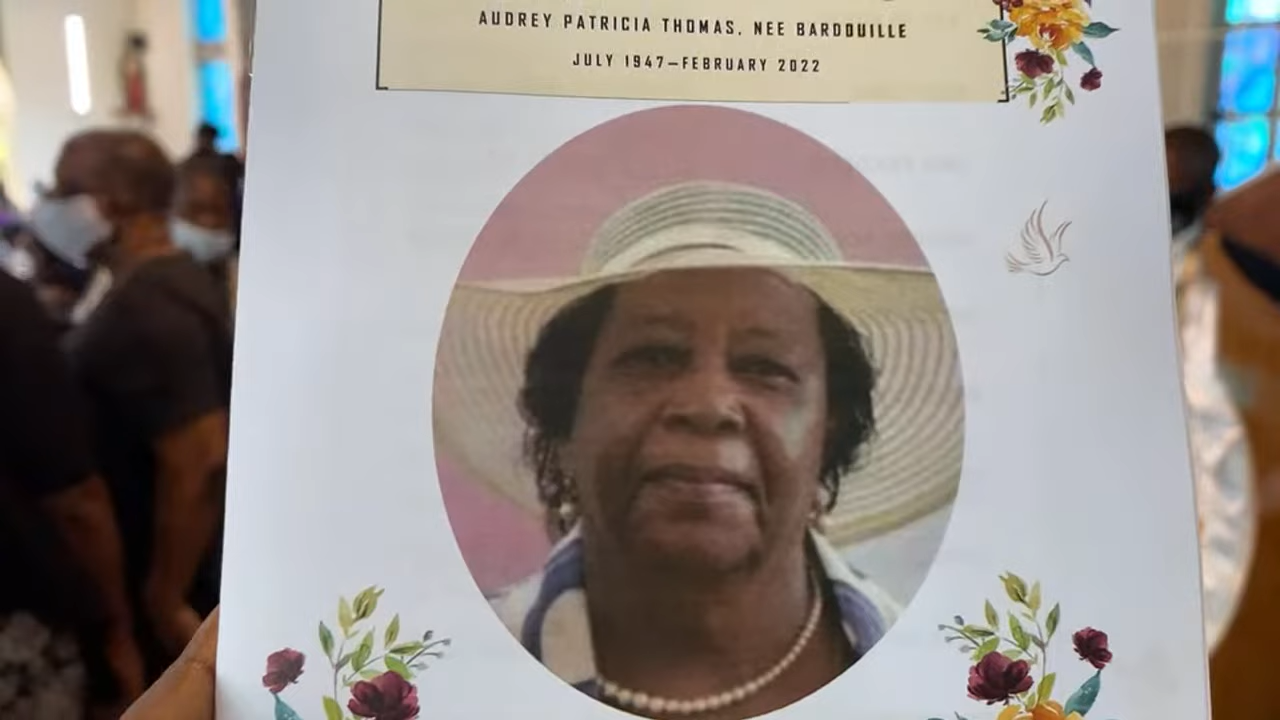 AUDREY PATRICIA THOMAS, NEE BARDOUILLE
JULY 1947–FEBRUARY 2022